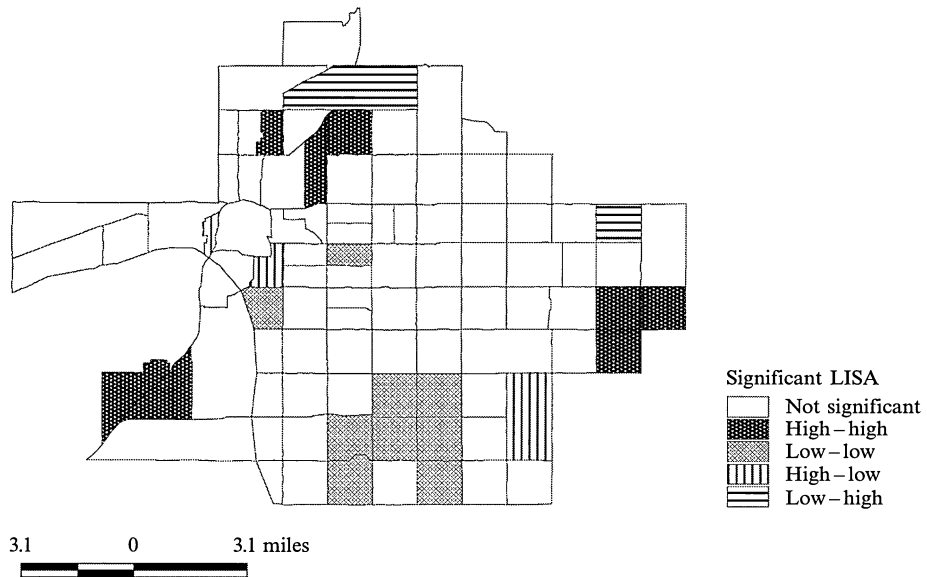 Significant LISA
Not significant
High–high
Low–low
High–low
Low–high
3.1 0 3.1 miles